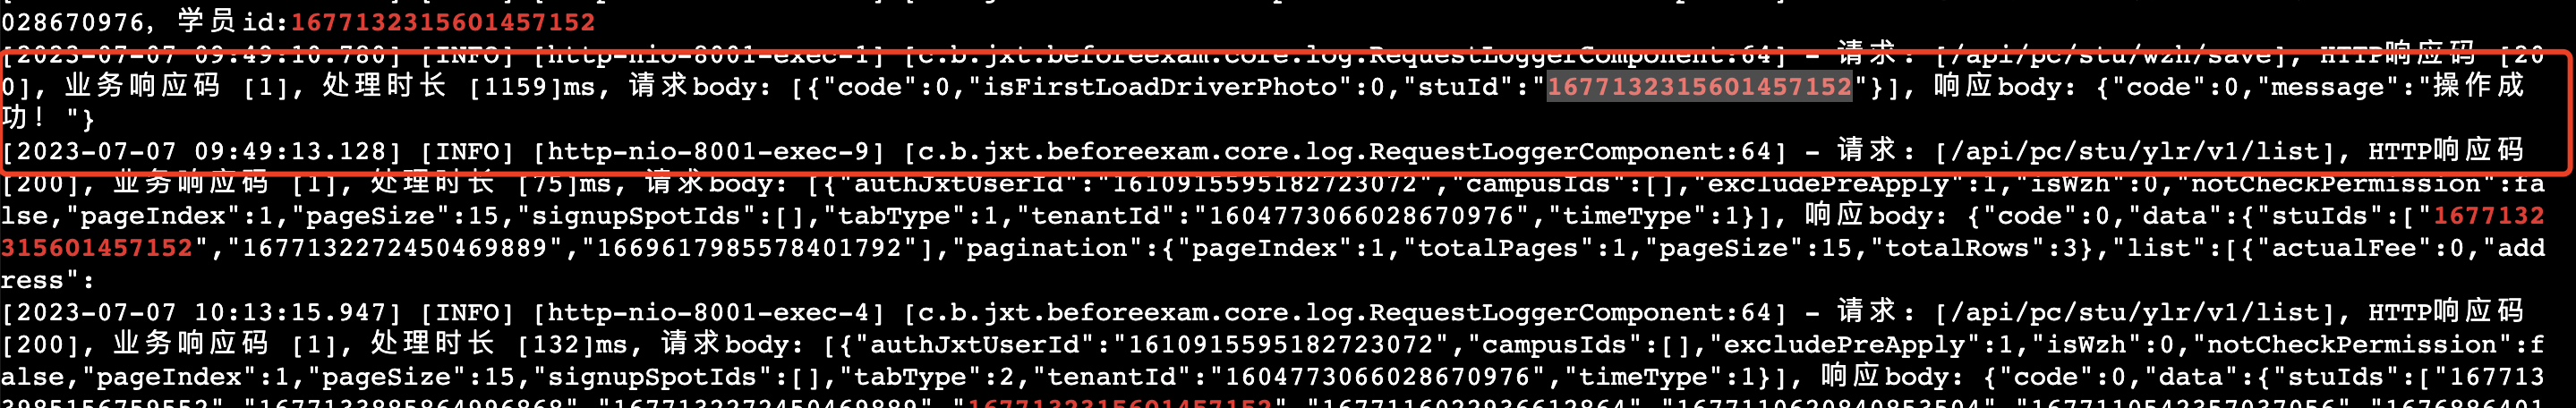 028670976, 学员id:1677132315601457152
[2023-07-07 09:49:10.780] [INFO] [http-nio-8001-exec-1] [c.b.jxt.beforeexam.core.log.RequestLoggerComponent:64] - 请求: [/api/pc/stu/wzh/save], HTTP响应码 [20
0], 业务响应码 [1], 处理时长 [1159]ms, 请求body: [{"code":0,"isFirstLoadDriverPhoto":0,"stuId":"1677132315601457152"}], 响应body: {"code":0,"message":"操作成
功! "}
[2023-07-07 09:49:13.128] [INFO] [http-nio-8001-exec-9] [c.b.jxt.beforeexam.core.log.RequestLoggerComponent:64] - 请求: [/api/pc/stu/ylr/v1/list], HTTP响应码
[200], 业务响应码 [1], 处理时长 [75]ms, 请求body: [{"authJxtUserId":"1610915595182723072","campusIds":[],"excludePreApply":1,"isWzh":0,"notCheckPermission":fa
lse,"pageIndex":1,"pageSize":15,"signupSpotIds":[],"tabType":1,"tenantId":"1604773066028670976","timeType":1}], 响应body: {"code":0,"data":{"stuIds":["1677132
315601457152","1677132272450469889","1669617985578401792"],"pagination":{"pageIndex":1,"totalPages":1,"pageSize":15,"totalRows":3},"list":[{"actualFee":0,"add
ress":
[2023-07-07 10:13:15.947] [INFO] [http-nio-8001-exec-4] [c.b.jxt.beforeexam.core.log.RequestLoggerComponent:64] - 请求: [/api/pc/stu/ylr/v1/list], HTTP响应码
[200], 业务响应码 [1], 处理时长 [132]ms, 请求body: [{"authJxtUserId":"1610915595182723072","campusIds":[],"excludePreApply":1,"isWzh":0,"notCheckPermission":f
alse,"pageIndex":1,"pageSize":15,"signupSpotIds":[],"tabType":2,"tenantId":"1604773066028670976","timeType":1}], 响应body: {"code":0,"data":{"stuIds":["167713
"1677132272450469889","1677132315601457152",